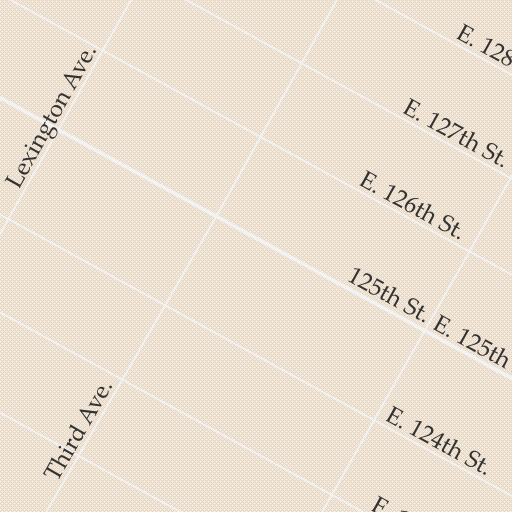 E. 128
Lexington Ave.
E. 127th St.
E. 126th St.
125th St.
E. 125th
Third Ave.
E. 124th St.